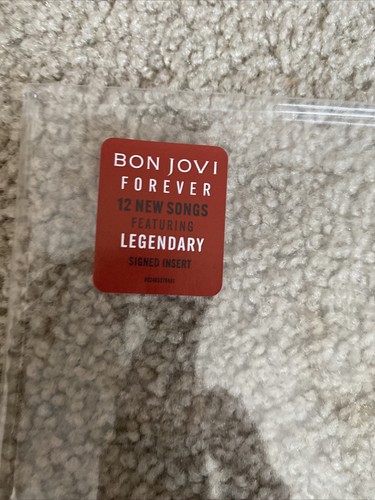 BON JOVI
FOREVER
12 NEW SONGS
FEATURING
LEGENDARY
SIGNED INSERT